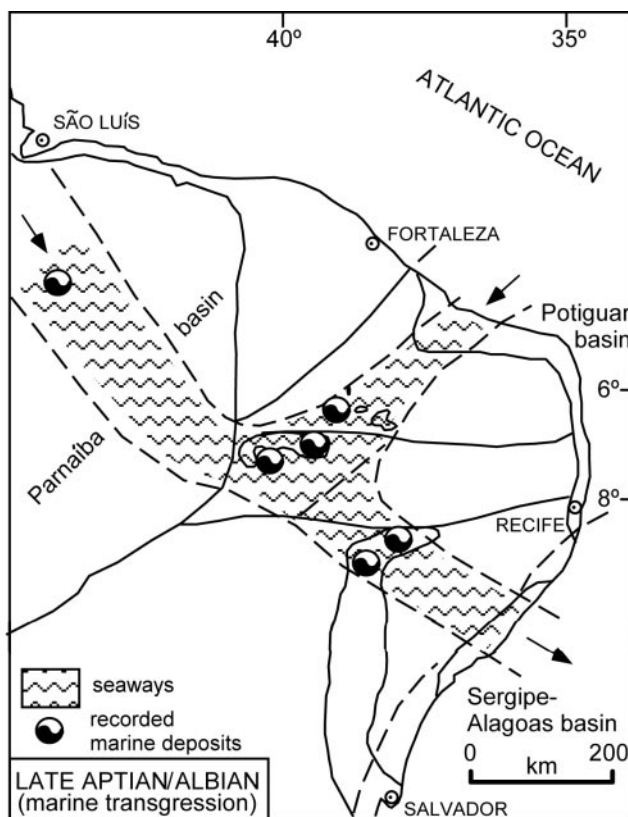 40º
35º
ATLANTIC OCEAN
SÃO LUíS
FORTALEZA
basin
Potiguar
basin
6º
Parnaíba
8º
RECIFE
seaways
recorded
marine deposits
Sergipe-
Alagoas basin
0
200
km
LATE APTIAN/ALBIAN
(marine transgression)
SALVADOR